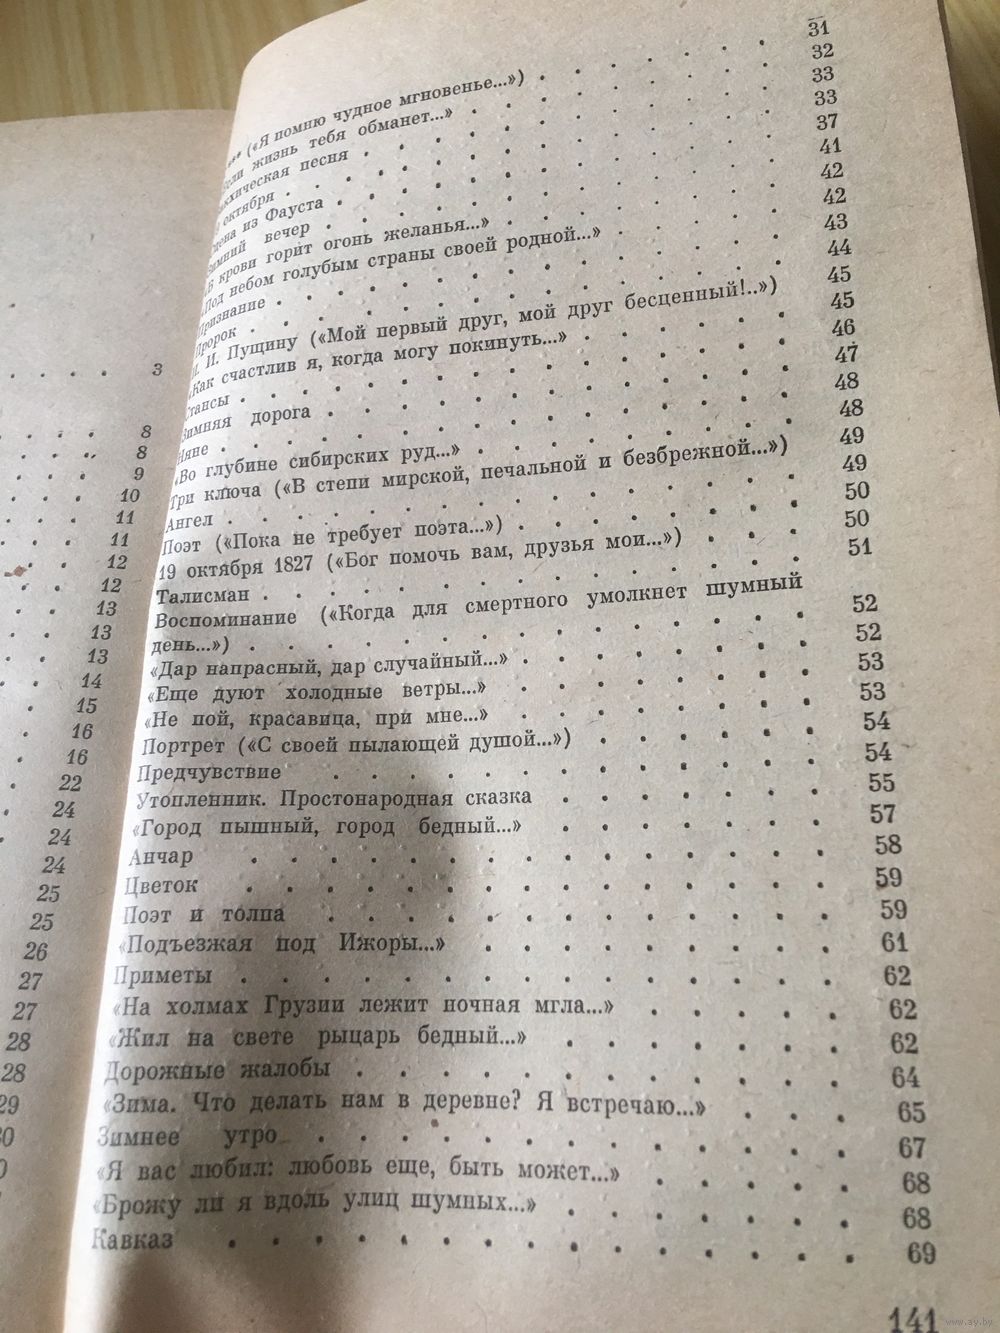 3
8
8
9
10
11
11
12
12
13
13
13
14
15
16
16
22
24
24
24
25
25
26
27
27
28
28
29
*** («Я помню чудное мгновенье...») . . . . . . 31
жизнь тебя обманет...» . . . . . . . 32
песня . . . . . . . . . 33
октября . . . . . . . . . . 33
из Фауста . . . . . . . . . 37
Зимний вечер . . . . . . . . . 41
«В крови горит огонь желанья...» . . . . . . 42
«Под небом голубым страны своей родной...» . . . . 42
Признание . . . . . . . . . . . 43
Пророк . . . . . . . . . . . 44
И. И. Пущину («Мой первый друг, мой друг бесценный!..») 45
«Как счастлив я, когда могу покинуть...» . . . . . 45
Стансы . . . . . . . . . . . . 46
Зимняя дорога . . . . . . . . . . 47
Няне . . . . . . . . . . . . 48
«Во глубине сибирских руд...» . . . . . . . 48
Три ключа («В степи мирской, печальной и безбрежной...») 49
Ангел . . . . . . . . . . . . 49
Поэт («Пока не требует поэта...») . . . . . . 50
19 октября 1827 («Бог помочь вам, друзья мои...») . . . 50
Талисман . . . . . . . . . . . 51
Воспоминание («Когда для смертного умолкнет шумный
день...») . . . . . . . . . . . 52
«Дар напрасный, дар случайный...» . . . . . . 52
«Еще дуют холодные ветры...» . . . . . . . 53
«Не пой, красавица, при мне...» . . . . . . . 53
Портрет («С своей пылающей душой...») . . . . . 54
Предчувствие . . . . . . . . . . 54
Утопленник. Простонародная сказка . . . . . . 55
«Город пышный, город бедный...» . . . . . . 57
Анчар . . . . . . . . . . . . 58
Цветок . . . . . . . . . . . . 59
Поэт и толпа . . . . . . . . . . 59
«Подъезжая под Ижоры...» . . . . . . . . 61
Приметы . . . . . . . . . . . . 62
«На холмах Грузии лежит ночная мгла...» . . . . 62
«Жил на свете рыцарь бедный...» . . . . . . 62
Дорожные жалобы . . . . . . . . . . 64
«Зима. Что делать нам в деревне? Я встречаю...» . . . 65
Зимнее утро . . . . . . . . . . . 67
«Я вас любил: любовь еще, быть может...» . . . . . 68
«Брожу ли я вдоль улиц шумных...» . . . . . . 68
Кавказ . . . . . . . . . . . . 69
141
www.ay.by